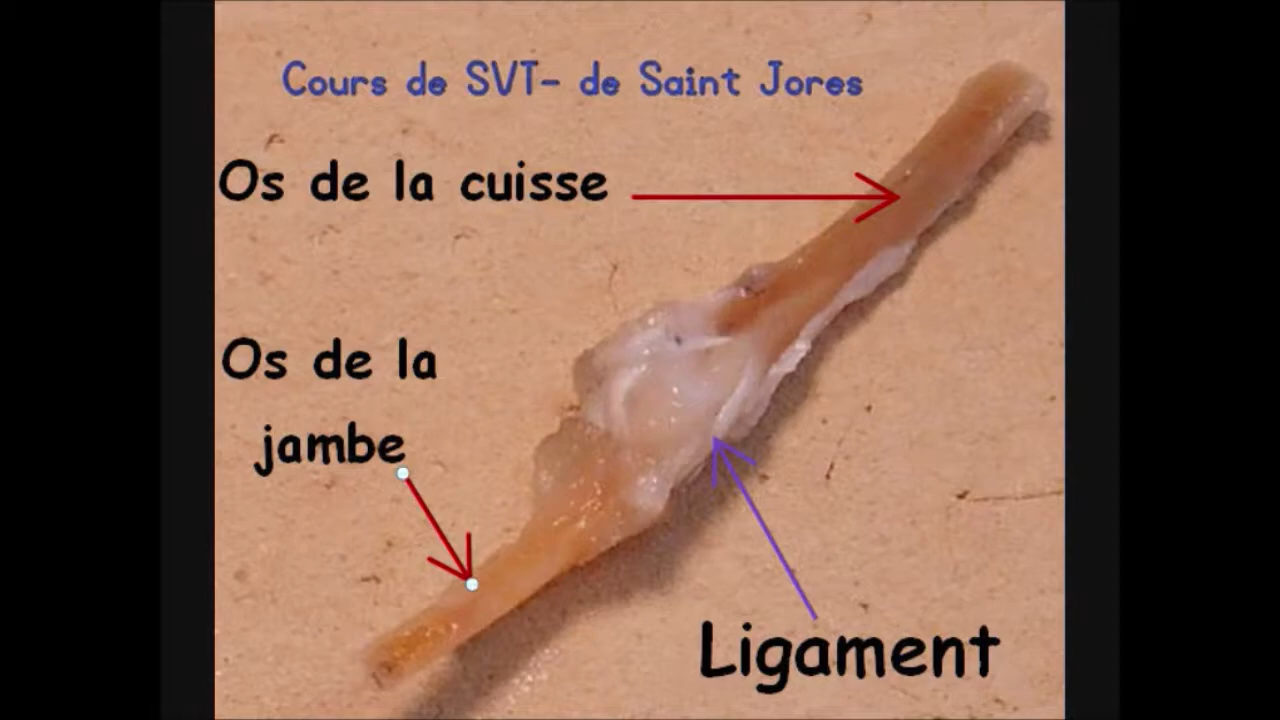 Cours de SVT- de Saint Jores
Os de la cuisse
Os de la
jambe
Ligament